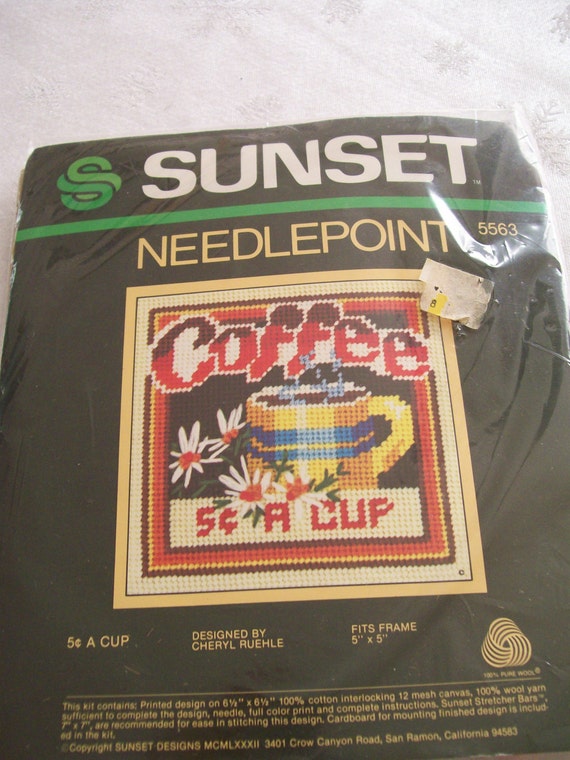 SUNSET™
NEEDLEPOINT
5563
Coffee
5¢ A CUP
©
5¢ A CUP
DESIGNED BY
CHERYL RUEHLE
FITS FRAME
5" x 5"
100% PURE WOOL®
This kit contains: Printed design on 6½" x 6½" 100% cotton interlocking 12 mesh canvas, 100% wool yarn
sufficient to complete the design, needle, full color print and complete instructions. Sunset Stretcher Bars™,
7" x 7", are recommended for ease in stitching this design. Cardboard for mounting finished design is includ-
ed in the kit.
©Copyright SUNSET DESIGNS MCMLXXXII 3401 Crow Canyon Road, San Ramon, California 94583